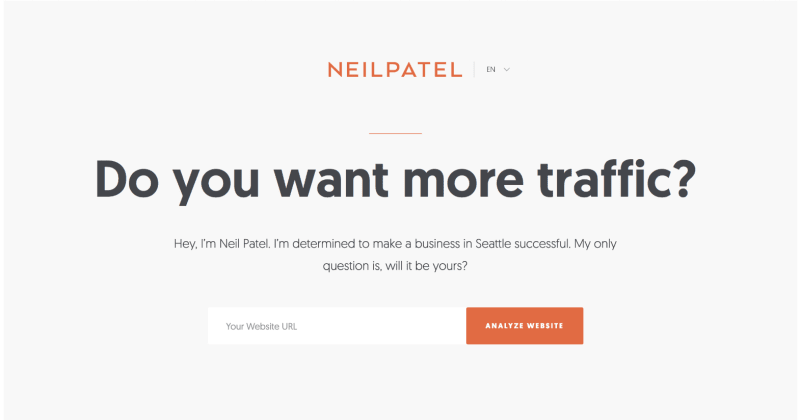 NEILPATEL EN
Do you want more traffic?
Hey, I'm Neil Patel. I'm determined to make a business in Seattle successful. My only
question is, will it be yours?
Your Website URL ANALYZE WEBSITE